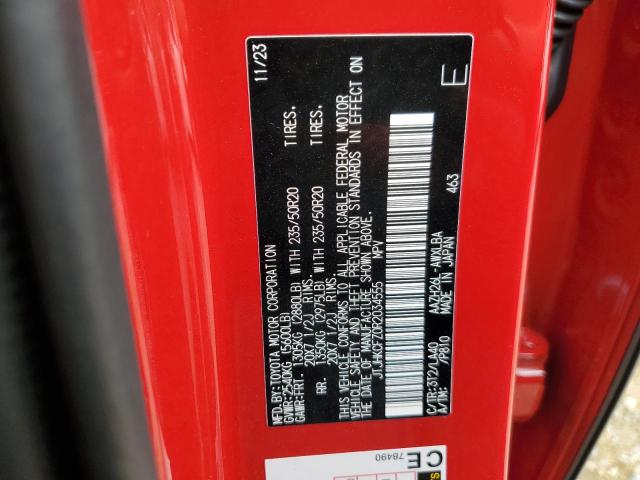 MFD.BY:TOYOTA MOTOR CORPORATION 11/23
GVWR:2540KG (5600LB)
GAWR:FRT. 1305KG (2880LB) WITH 235/50R20 TIRES.
20X7 1/2J RIMS.
RR. 1350KG (2975LB) WITH 235/50R20 TIRES.
20X7 1/2J RIMS.
THIS VEHICLE CONFORMS TO ALL APPLICABLE FEDERAL MOTOR
VEHICLE SAFETY AND THEFT PREVENTION STANDARDS IN EFFECT ON
THE DATE OF MANUFACTURE SHOWN ABOVE.
JTJHKCFZ0F2034555 MPV
C/TR:3T2/LA40 AAZH26L-AWXLBA
A/TM: /P810 MADE IN JAPAN 463
E
CE
78490